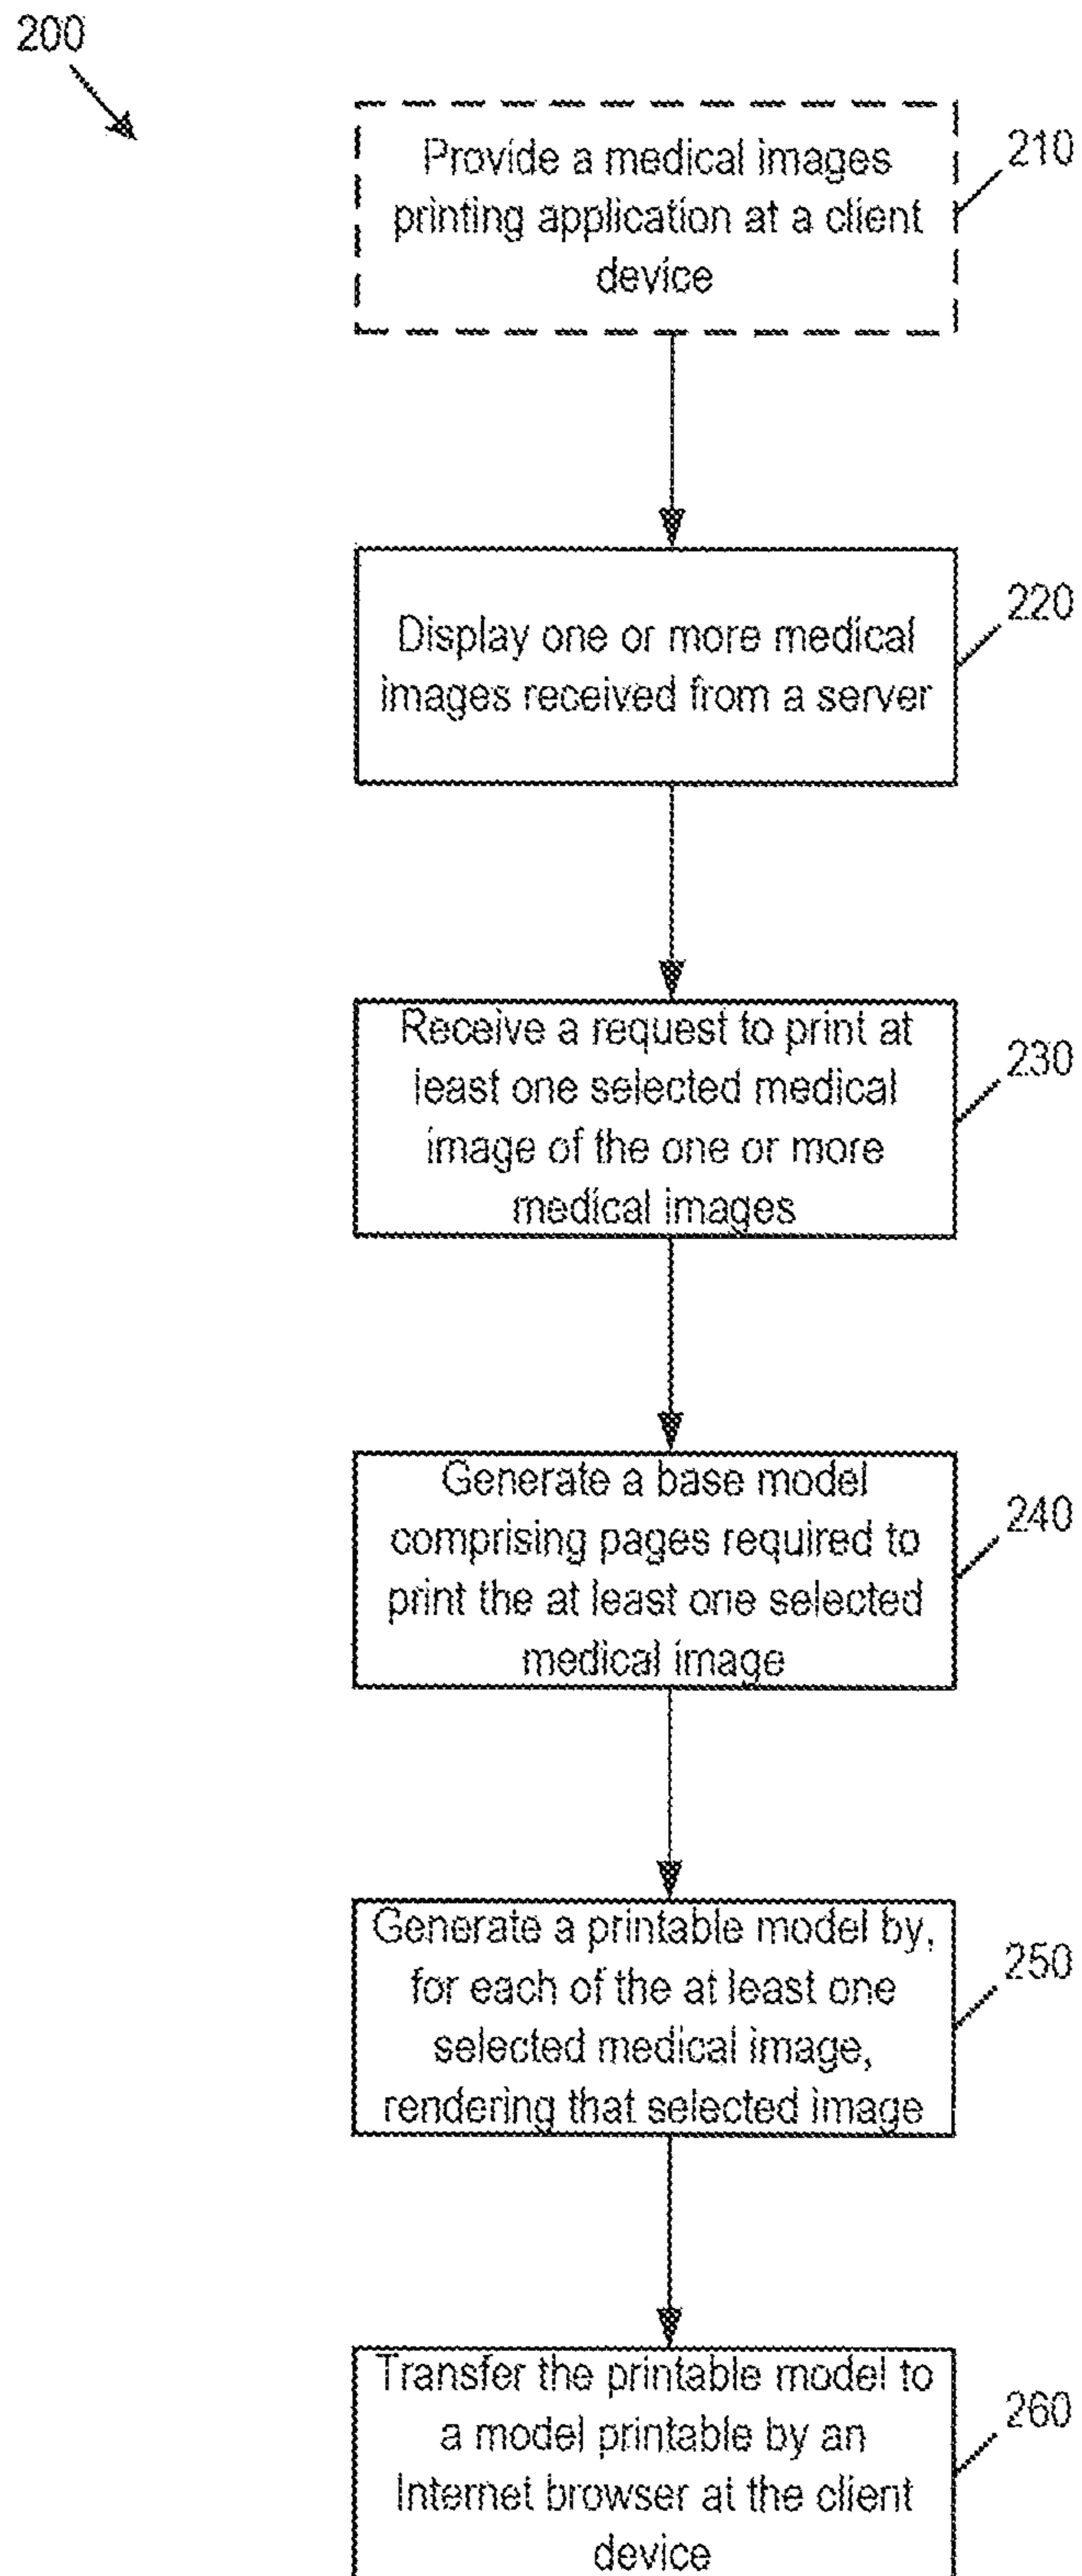 200
Provide a medical images
printing application at a client
device
210
Display one or more medical
images received from a server
220
Receive a request to print at
least one selected medical
image of the one or more
medical images
230
Generate a base model
comprising pages required to
print the at least one selected
medical image
240
Generate a printable model by,
for each of the at least one
selected medical image,
rendering that selected image
250
Transfer the printable model to
a model printable by an
Internet browser at the client
device
260